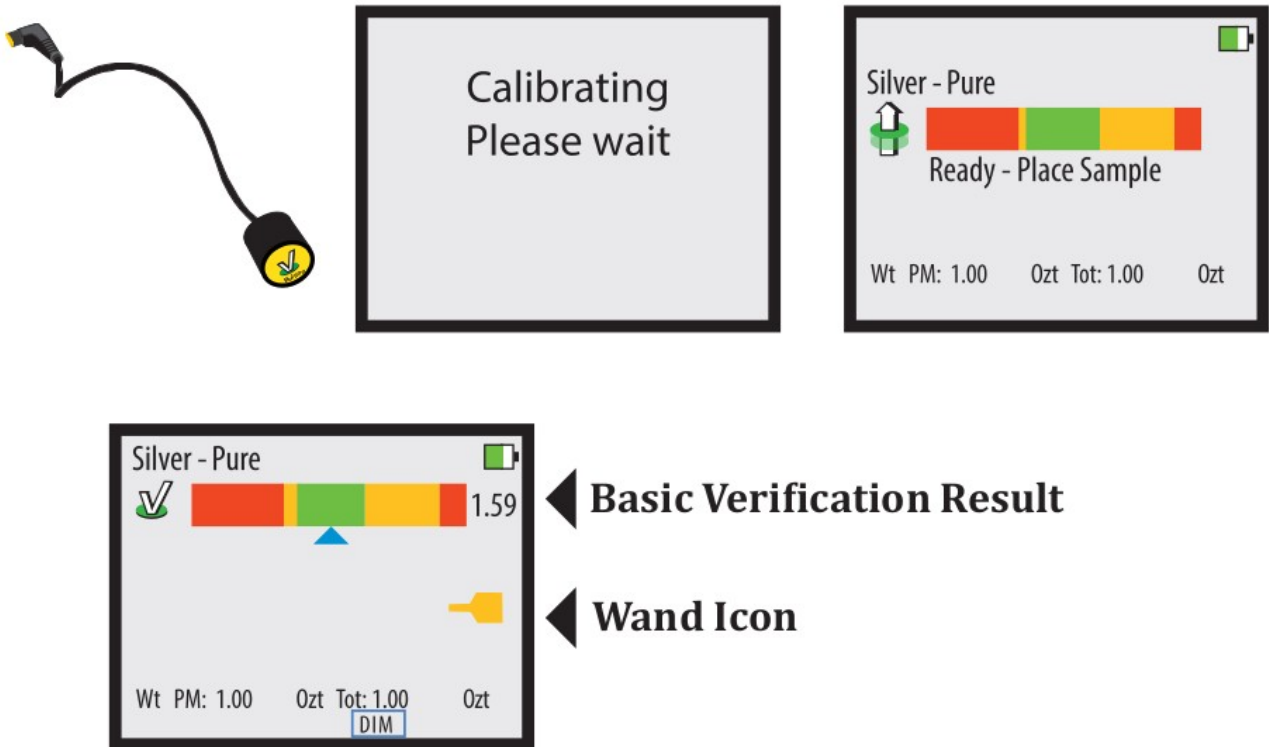 Calibrating
Please wait
Silver - Pure
Ready - Place Sample
Wt PM: 1.00 Ozt Tot: 1.00 Ozt
Silver - Pure
1.59
Basic Verification Result
Wand Icon
Wt PM: 1.00 Ozt Tot: 1.00 Ozt
DIM